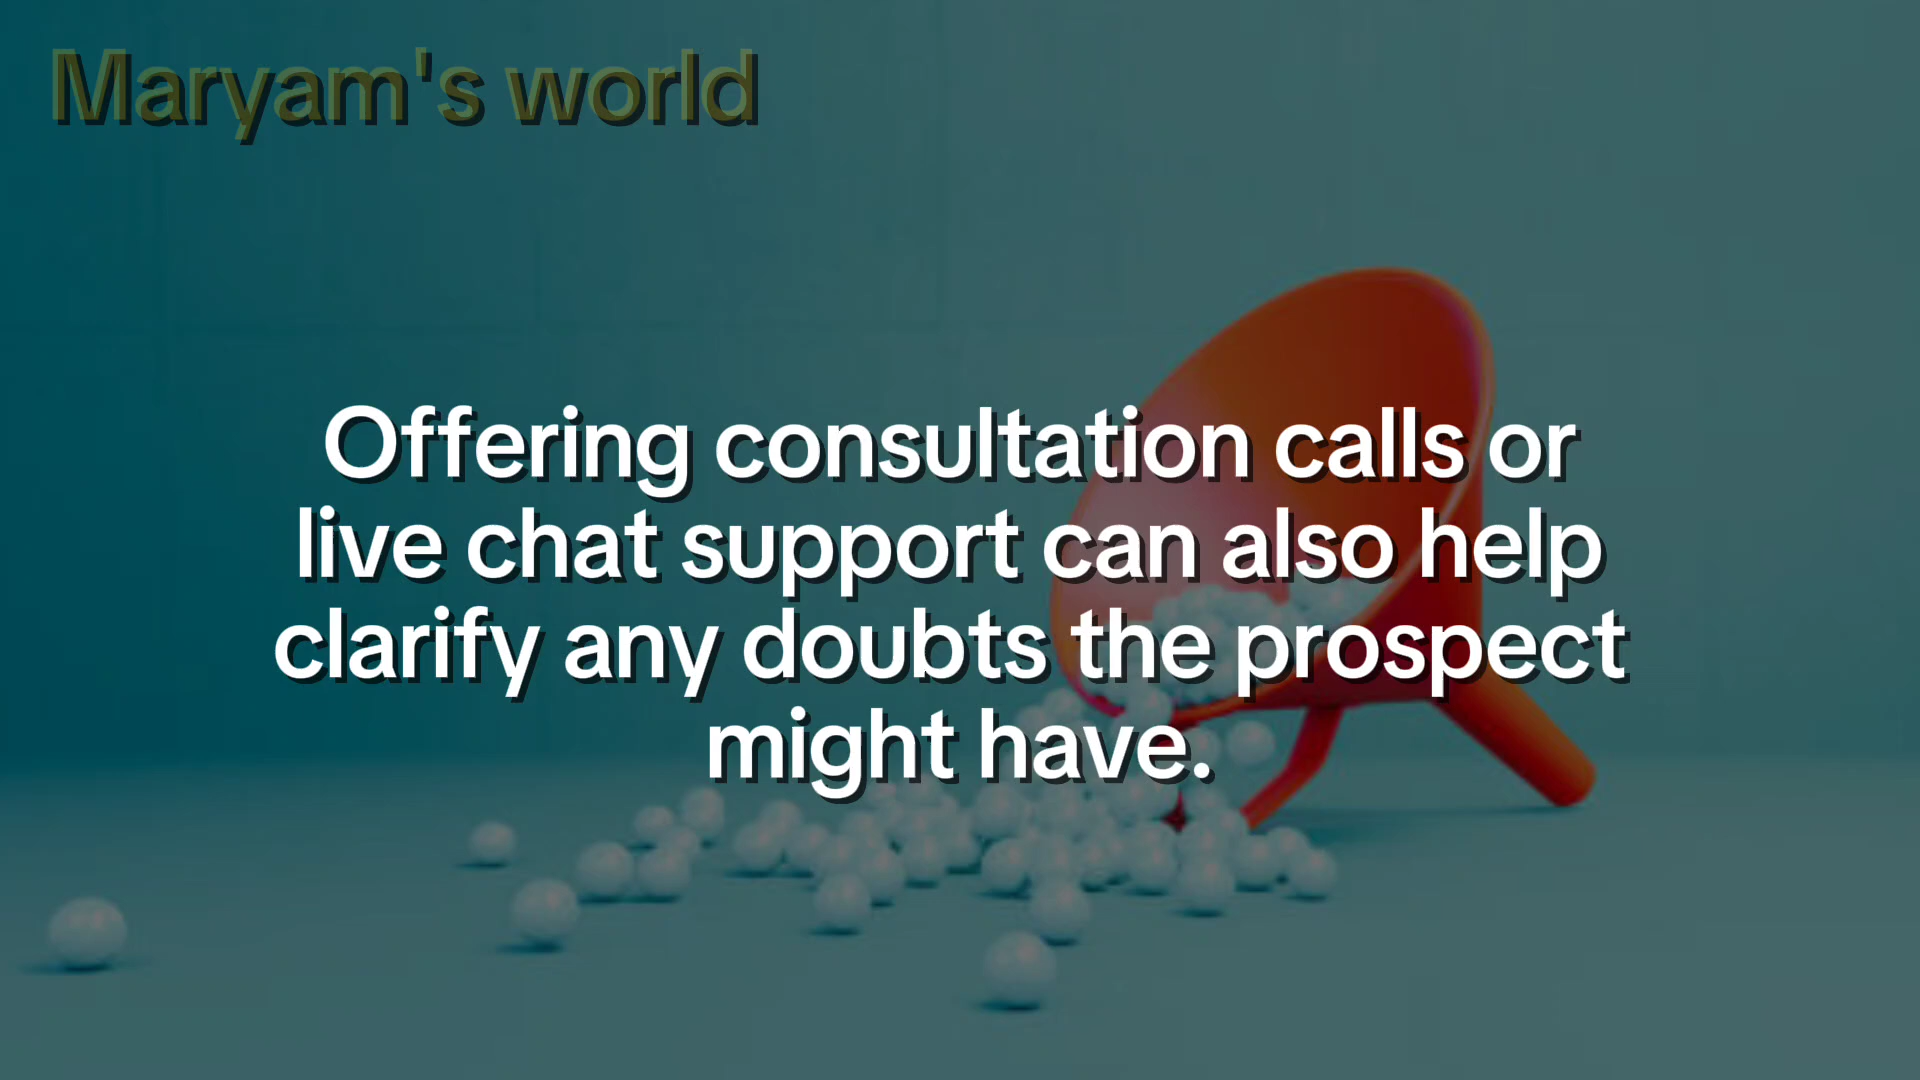 Maryam's world
Offering consultation calls or
live chat support can also help
clarify any doubts the prospect
might have.